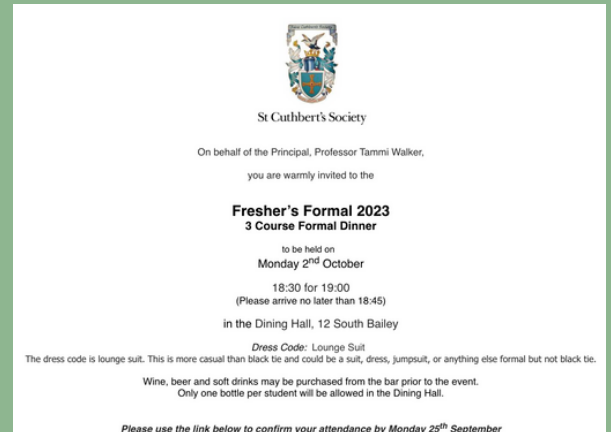 St Cuthbert's Society
On behalf of the Principal, Professor Tammi Walker,
you are warmly invited to the
Fresher's Formal 2023
3 Course Formal Dinner
to be held on
Monday 2nd October
18:30 for 19:00
(Please arrive no later than 18:45)
in the Dining Hall, 12 South Bailey
Dress Code: Lounge Suit
The dress code is lounge suit. This is more casual than black tie and could be a suit, dress, jumpsuit, or anything else formal but not black tie.
Wine, beer and soft drinks may be purchased from the bar prior to the event.
Only one bottle per student will be allowed in the Dining Hall.
Please use the link below to confirm your attendance by Monday 25th September